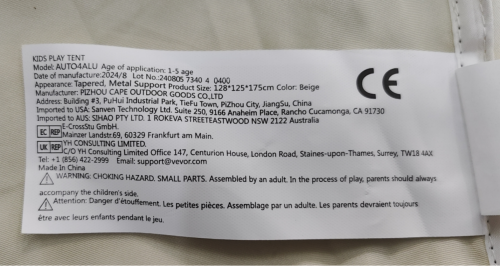 KIDS PLAY TENT
Model: AUTO4ALU   Age of application: 1-5 age
Date of manufacture:2024/8   Lot No:240805 7340 4 0400
Appearance: Tapered, Metal Support Product Size: 128*125*175cm Color: Beige
Manufacturer: PIZHOU CAPE OUTDOOR GOODS CO.,LTD
Address: Building #3, PuHui Industrial Park, TieFu Town, PiZhou City, JiangSu, China
Imported to USA: Sanven Technology Ltd. Suite 250, 9166 Anaheim Place, Rancho Cucamonga, CA 91730
Imported to AUS: SIHAO PTY LTD. 1 ROKEVA STREETEASTWOOD NSW 2122 Australia
CE
EC REP E-CrossStu GmbH.
Mainzer Landstr.69, 60329 Frankfurt am Main.
UK REP YH CONSULTING LIMITED.
C/O YH Consulting Limited Office 147, Centurion House, London Road, Staines-upon-Thames, Surrey, TW18 4AX
Tel: +1 (856) 422-2999   Email: support@vevor.com
Made In China
WARNING: CHOKING HAZARD. SMALL PARTS. Assembled by an adult. In the process of play, parents should always
accompany the children's side.
Attention: Danger d'étouffement. Les petites pièces. Assemblage par un adulte. Les parents devraient toujours
être avec leurs enfants pendant le jeu.